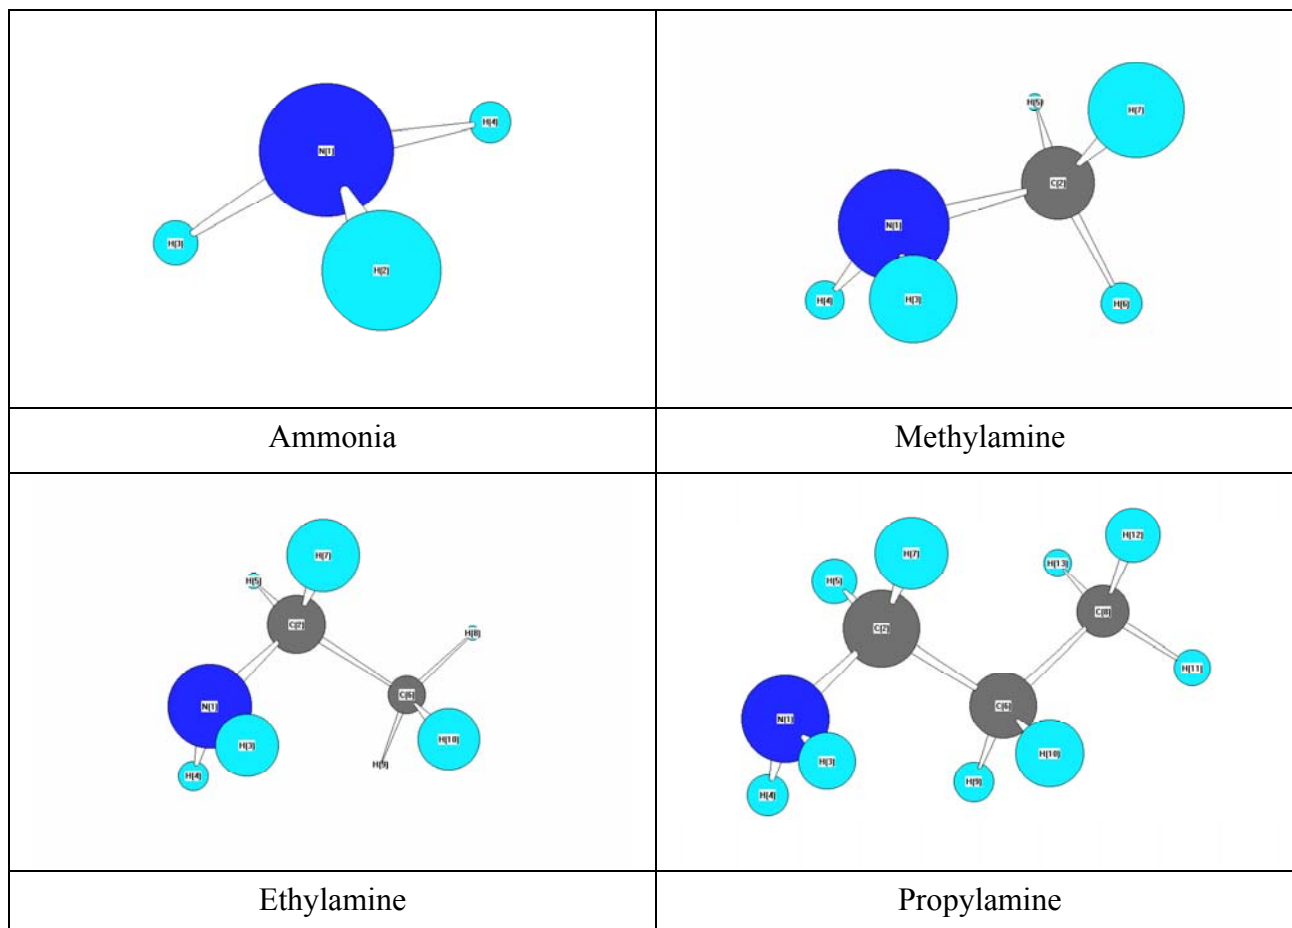 N(1)
H(4)
H(3)
H(2)
H(5)
H(7)
C(2)
N(1)
H(4)
H(3)
H(6)
Ammonia
Methylamine
H(7)
H(5)
C(2)
H(8)
C(6)
N(1)
H(3)
H(10)
H(9)
H(4)
H(12)
H(7)
H(13)
H(5)
C(8)
C(2)
H(11)
C(6)
N(1)
H(10)
H(3)
H(9)
H(4)
Ethylamine
Propylamine